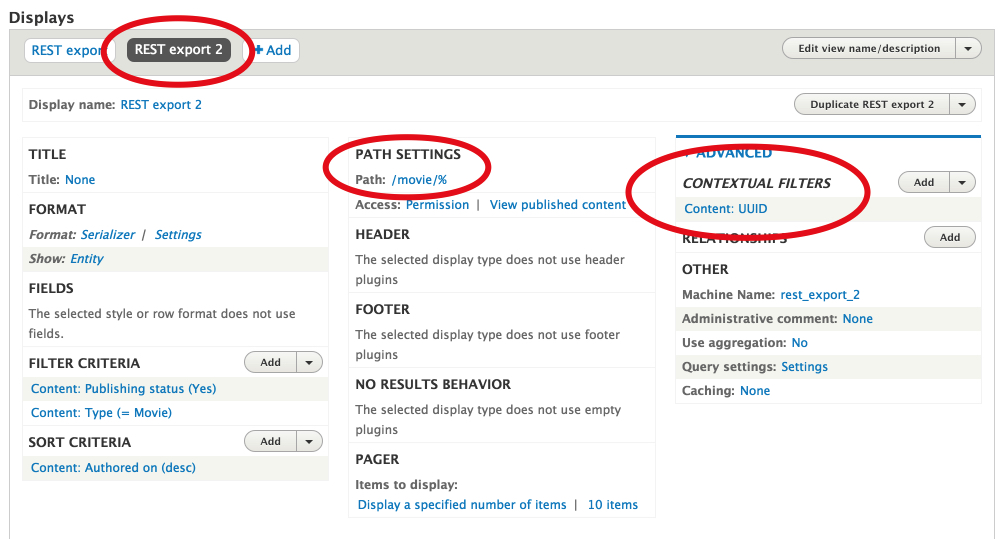 Displays
REST expor
REST export 2
+ Add
Edit view name/description
Display name: REST export 2
Duplicate REST export 2
TITLE
Title: None
FORMAT
Format: Serializer | Settings
Show: Entity
FIELDS
The selected style or row format does not use
fields.
FILTER CRITERIA
Add
Content: Publishing status (Yes)
Content: Type (= Movie)
SORT CRITERIA
Add
Content: Authored on (desc)
PATH SETTINGS
Path: /movie/%
Access: Permission | View published content
HEADER
The selected display type does not use header
plugins
FOOTER
The selected display type does not use footer
plugins
NO RESULTS BEHAVIOR
The selected display type does not use empty
plugins
PAGER
Items to display:
Display a specified number of items | 10 items
ADVANCED
CONTEXTUAL FILTERS
Add
Content: UUID
RELATIONSHIPS
Add
OTHER
Machine Name: rest_export_2
Administrative comment: None
Use aggregation: No
Query settings: Settings
Caching: None